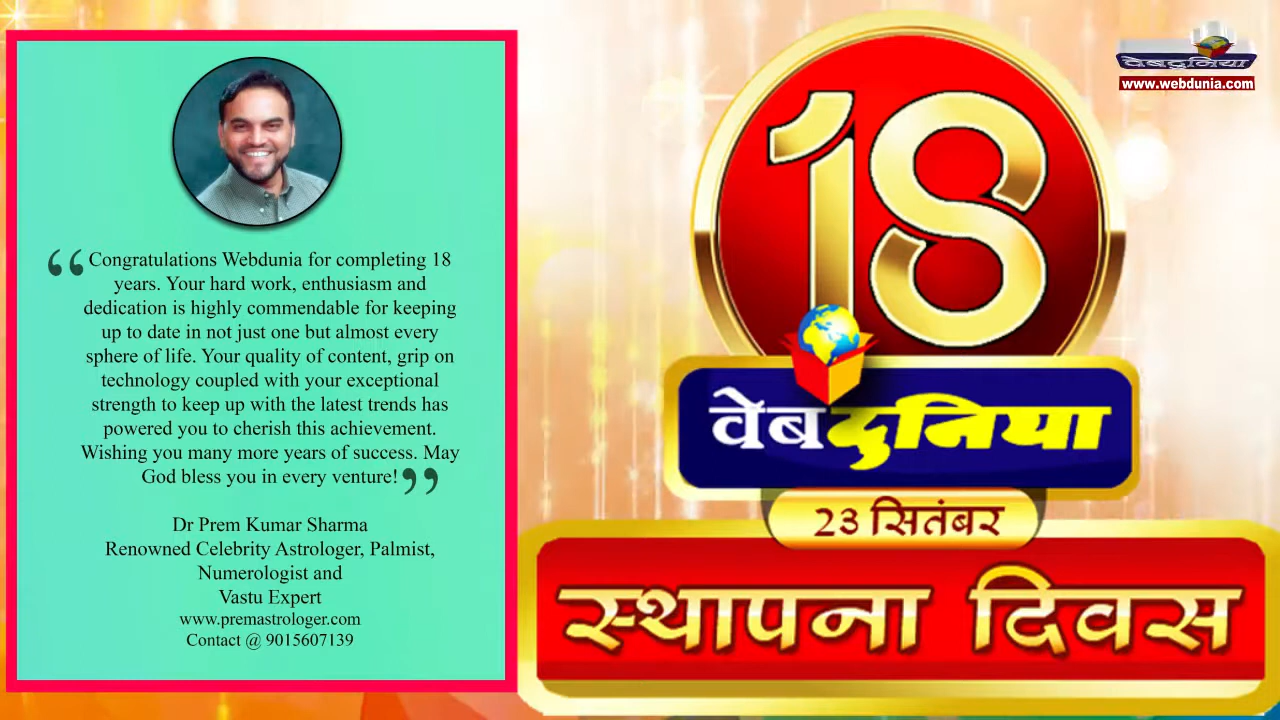 “ Congratulations Webdunia for completing 18
years. Your hard work, enthusiasm and
dedication is highly commendable for keeping
up to date in not just one but almost every
sphere of life. Your quality of content, grip on
technology coupled with your exceptional
strength to keep up with the latest trends has
powered you to cherish this achievement.
Wishing you many more years of success. May
God bless you in every venture! ”
Dr Prem Kumar Sharma
Renowned Celebrity Astrologer, Palmist,
Numerologist and
Vastu Expert
www.premastrologer.com
Contact @ 9015607139
वेबदुनिया
www.webdunia.com
18
वेबदुनिया
23 सितंबर
स्थापना दिवस